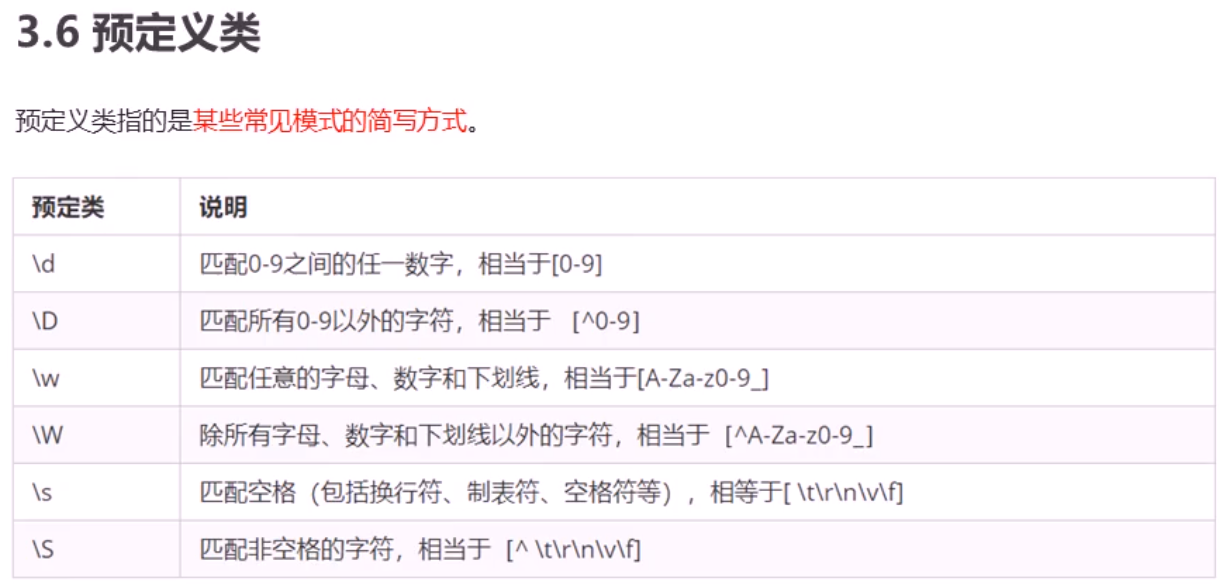 3.6 预定义类
预定义类指的是某些常见模式的简写方式。
预定类 说明
\d 匹配0-9之间的任一数字，相当于[0-9]
\D 匹配所有0-9以外的字符，相当于 [^0-9]
\w 匹配任意的字母、数字和下划线，相当于[A-Za-z0-9_]
\W 除所有字母、数字和下划线以外的字符，相当于 [^A-Za-z0-9_]
\s 匹配空格（包括换行符、制表符、空格符等），相等于[ \t\r\n\v\f]
\S 匹配非空格的字符，相当于 [^ \t\r\n\v\f]